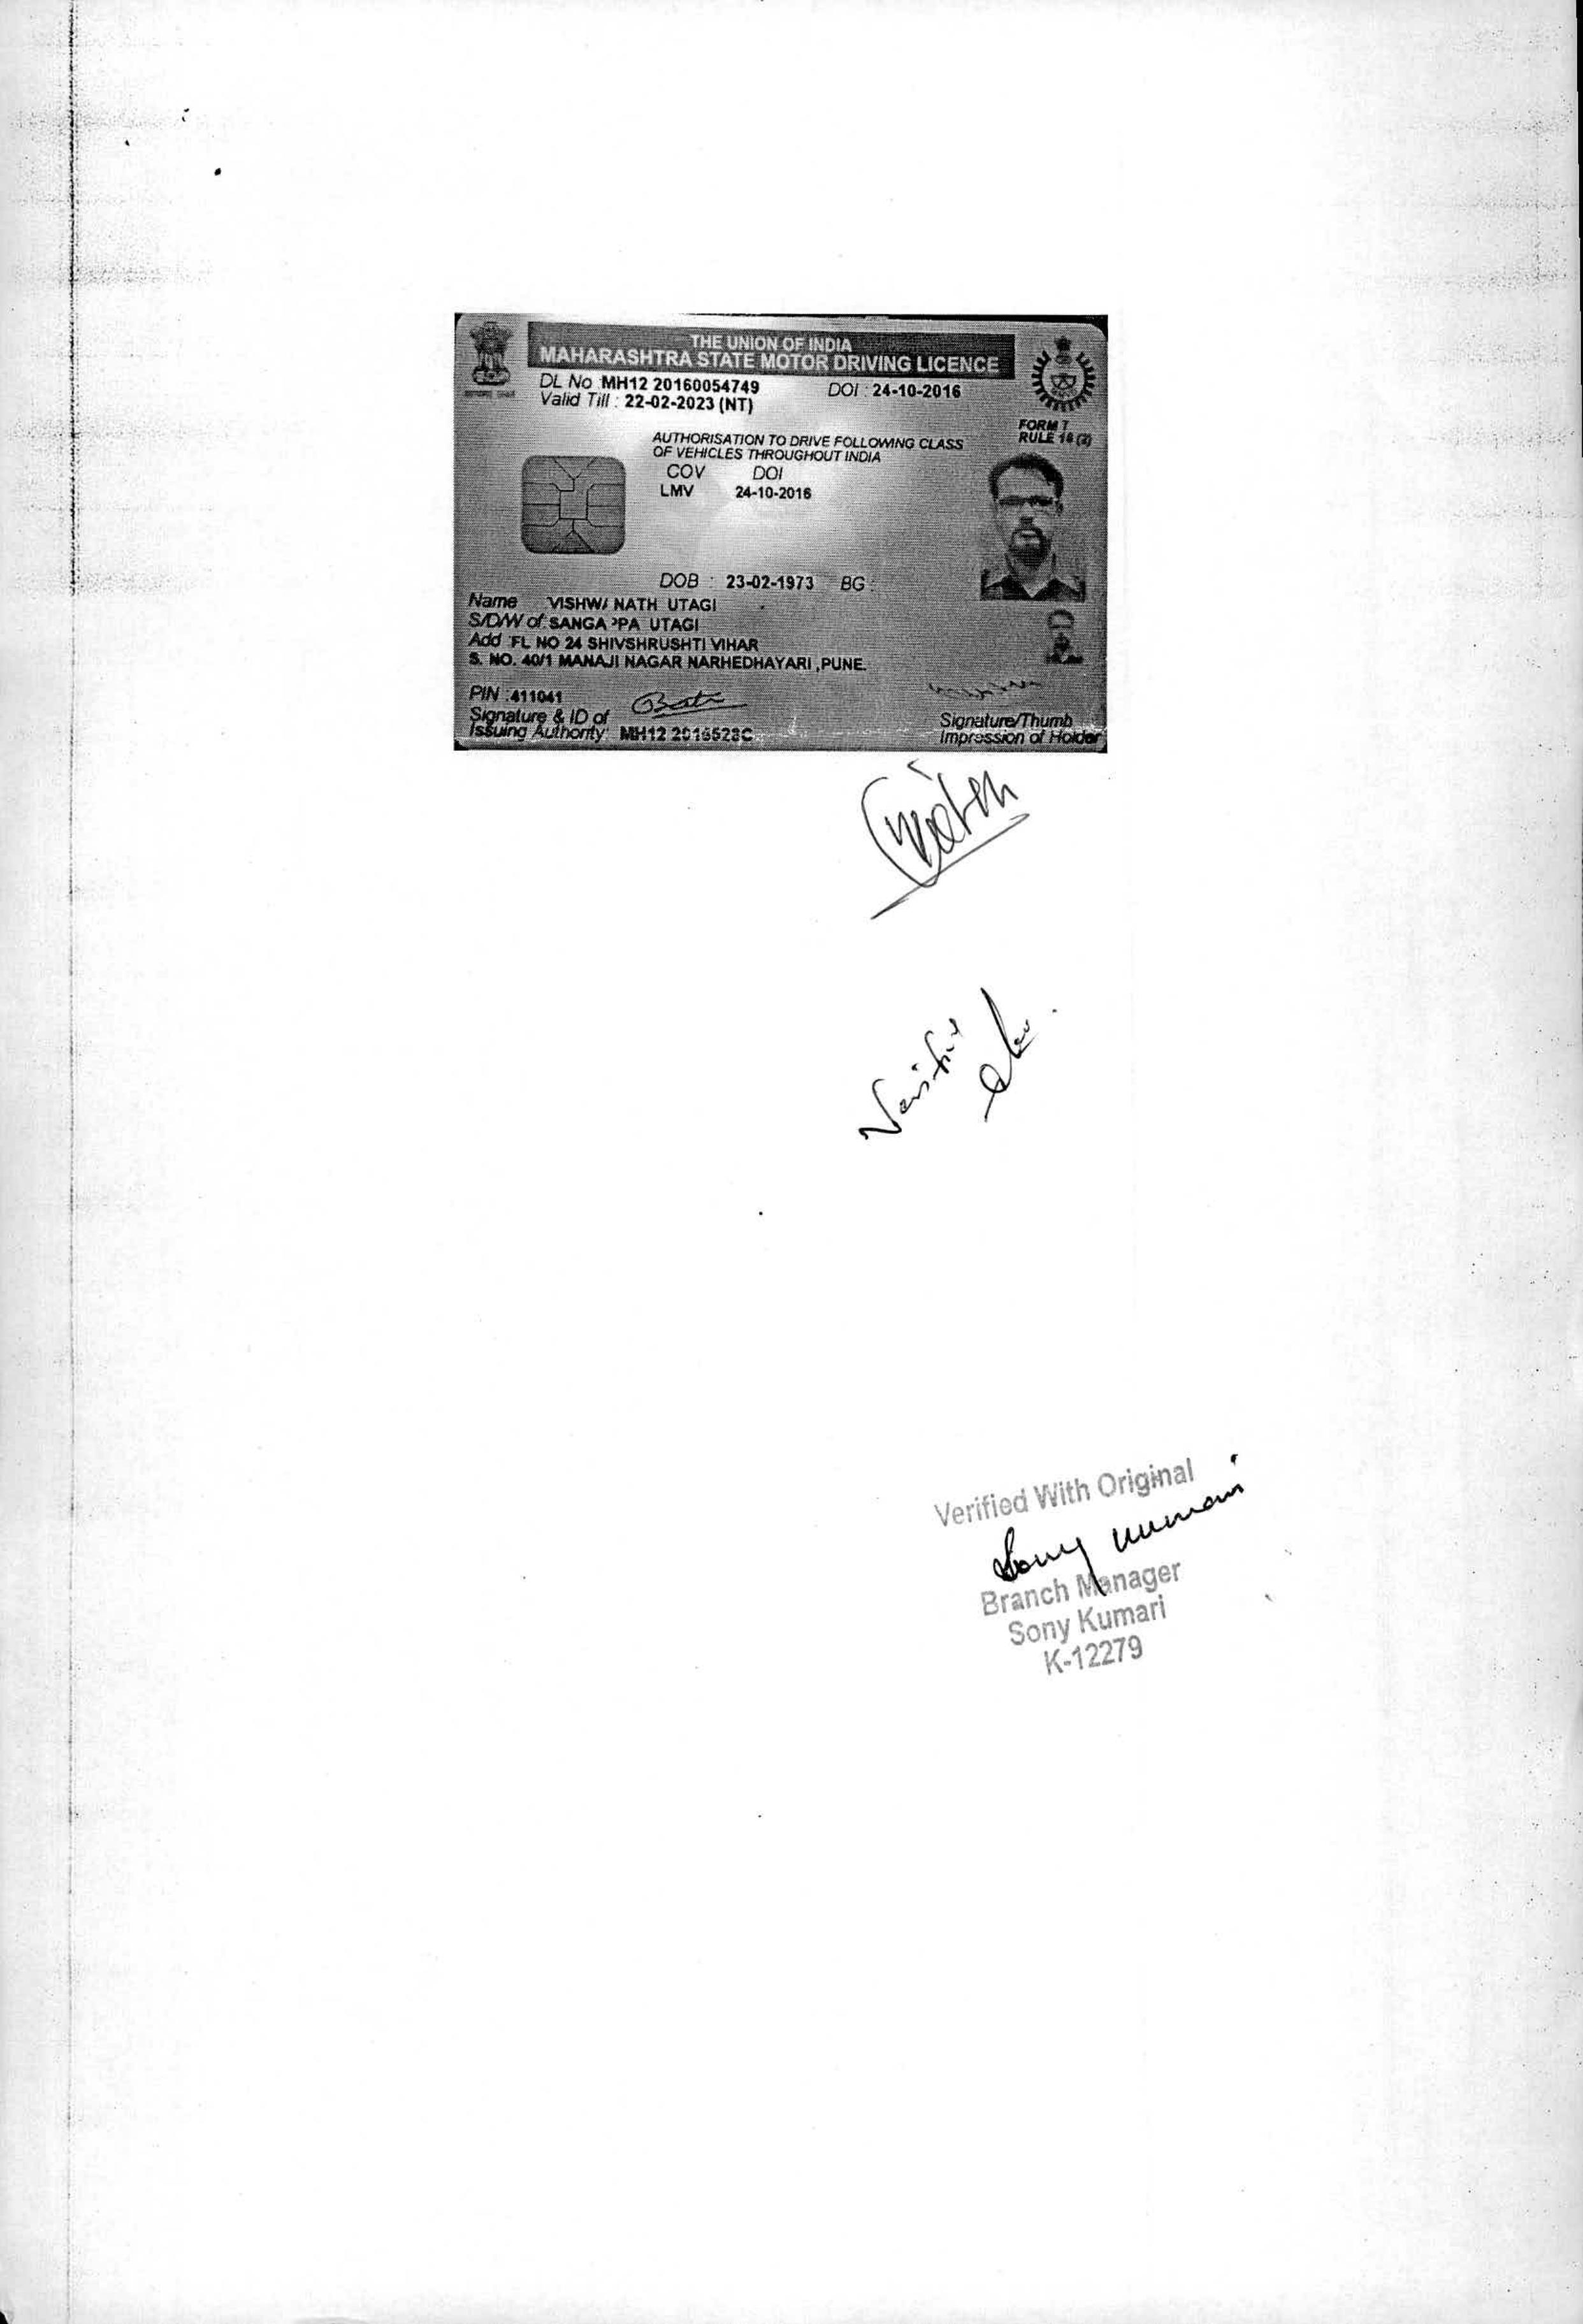 THE UNION OF INDIA
MAHARASHTRA STATE MOTOR DRIVING LICENCE
DL No MH12 20160054749 DOI : 24-10-2016
Valid Till : 22-02-2023 (NT)
FORM 7
RULE 16 (2)
AUTHORISATION TO DRIVE FOLLOWING CLASS
OF VEHICLES THROUGHOUT INDIA
COV DOI
LMV 24-10-2016
DOB : 23-02-1973 BG :
Name VISHWA NATH UTAGI
S/D/W of SANGA PPA UTAGI
Add FL NO 24 SHIVSHRUSHTI VIHAR
S. NO. 40/1 MANAJI NAGAR NARHEDHAYARI ,PUNE.
PIN :411041
Signature & ID of
Issuing Authority: MH12
Signature/Thumb
Impression of Holder
Verified With Original
Sony Kumari
Branch Manager
Sony Kumari
K-12279